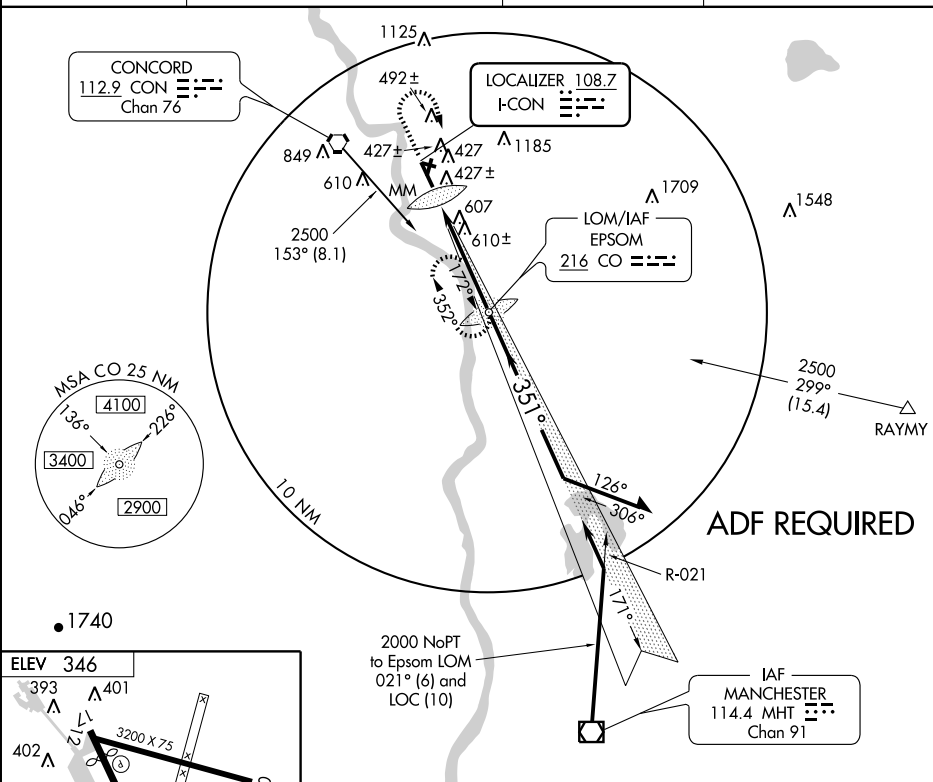 1125
CONCORD
112.9 CON
Chan 76
492±
LOCALIZER 108.7
I-CON
849
427±
427
1185
610
427±
MM
2500
153° (8.1)
607
610±
1709
1548
LOM/IAF
EPSOM
216 CO
172°
352°
MSA CO 25 NM
4100
136°
226°
3400
046°
2900
351°
2500
299°
(15.4)
RAYMY
126°
306°
10 NM
ADF REQUIRED
R-021
171°
1740
2000 NoPT
to Epsom LOM
021° (6) and
LOC (10)
IAF
MANCHESTER
114.4 MHT
Chan 91
ELEV 346
393
401
12
3200 X 75
402